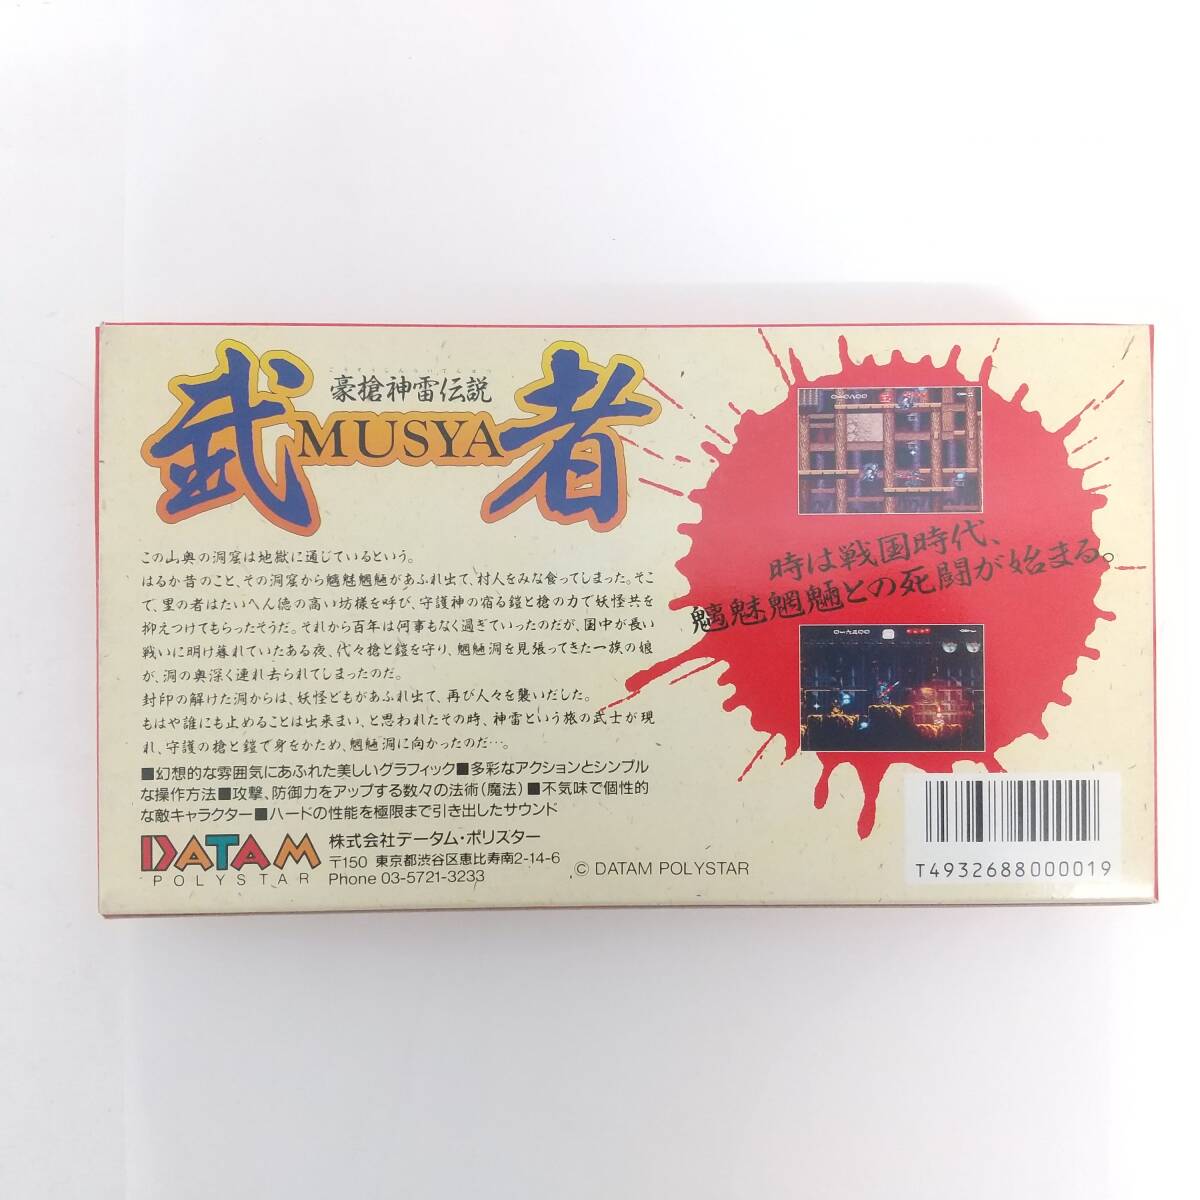 豪槍神雷伝説
武者
MUSYA
この山奥の洞窟は地獄に通じているという。
はるか昔のこと、その洞窟から魑魅魍魎があふれ出て、村人をみな食ってしまった。そこ
で、里の者はたいへん徳の高い坊様を呼び、守護神の宿る鎧と槍の力で妖怪共を
抑えつけてもらったそうだ。それから百年は何事もなく過ぎていったのだが、国中が長い
戦いに明け暮れていたある夜、代々槍と鎧を守り、魍魎洞を見張ってきた一族の娘
が、洞の奥深く連れ去られてしまったのだ。
封印の解けた洞からは、妖怪どもがあふれ出て、再び人々を襲いだした。
もはや誰にも止めることは出来まい、と思われたその時、神雷という旅の武士が現
れ、守護の槍と鎧で身をかため、魍魎洞に向かったのだ…。
■幻想的な雰囲気にあふれた美しいグラフィック■多彩なアクションとシンプル
な操作方法■攻撃、防御力をアップする数々の法術(魔法)■不気味で個性的
な敵キャラクター■ハードの性能を極限まで引き出したサウンド
DATAM
POLYSTAR
株式会社データム・ポリスター
〒150 東京都渋谷区恵比寿南2-14-6
Phone 03-5721-3233
© DATAM POLYSTAR
時は戦国時代、
魑魅魍魎との死闘が始まる。
T4932688000019